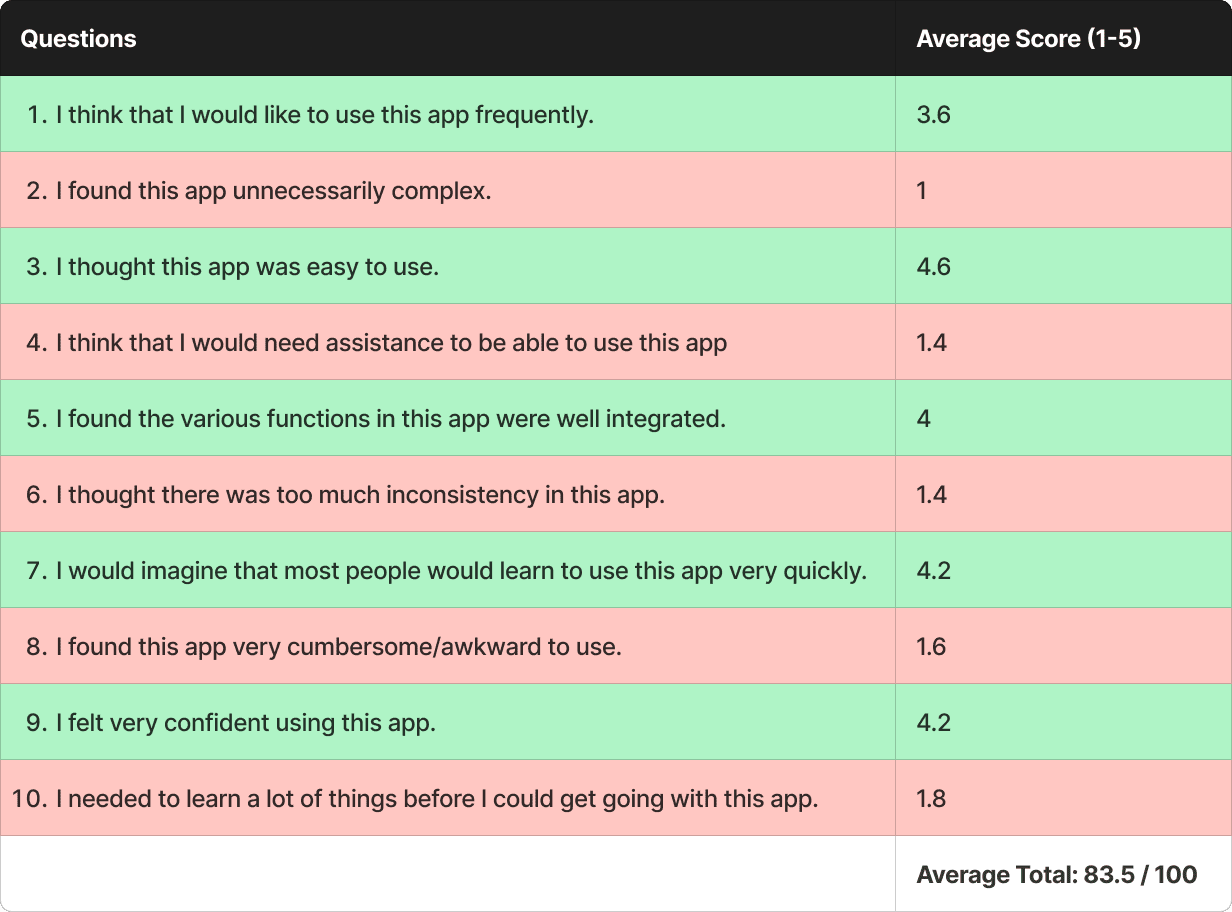 Questions Average Score (1-5)
1. I think that I would like to use this app frequently. 3.6
2. I found this app unnecessarily complex. 1
3. I thought this app was easy to use. 4.6
4. I think that I would need assistance to be able to use this app 1.4
5. I found the various functions in this app were well integrated. 4
6. I thought there was too much inconsistency in this app. 1.4
7. I would imagine that most people would learn to use this app very quickly. 4.2
8. I found this app very cumbersome/awkward to use. 1.6
9. I felt very confident using this app. 4.2
10. I needed to learn a lot of things before I could get going with this app. 1.8
Average Total: 83.5 / 100